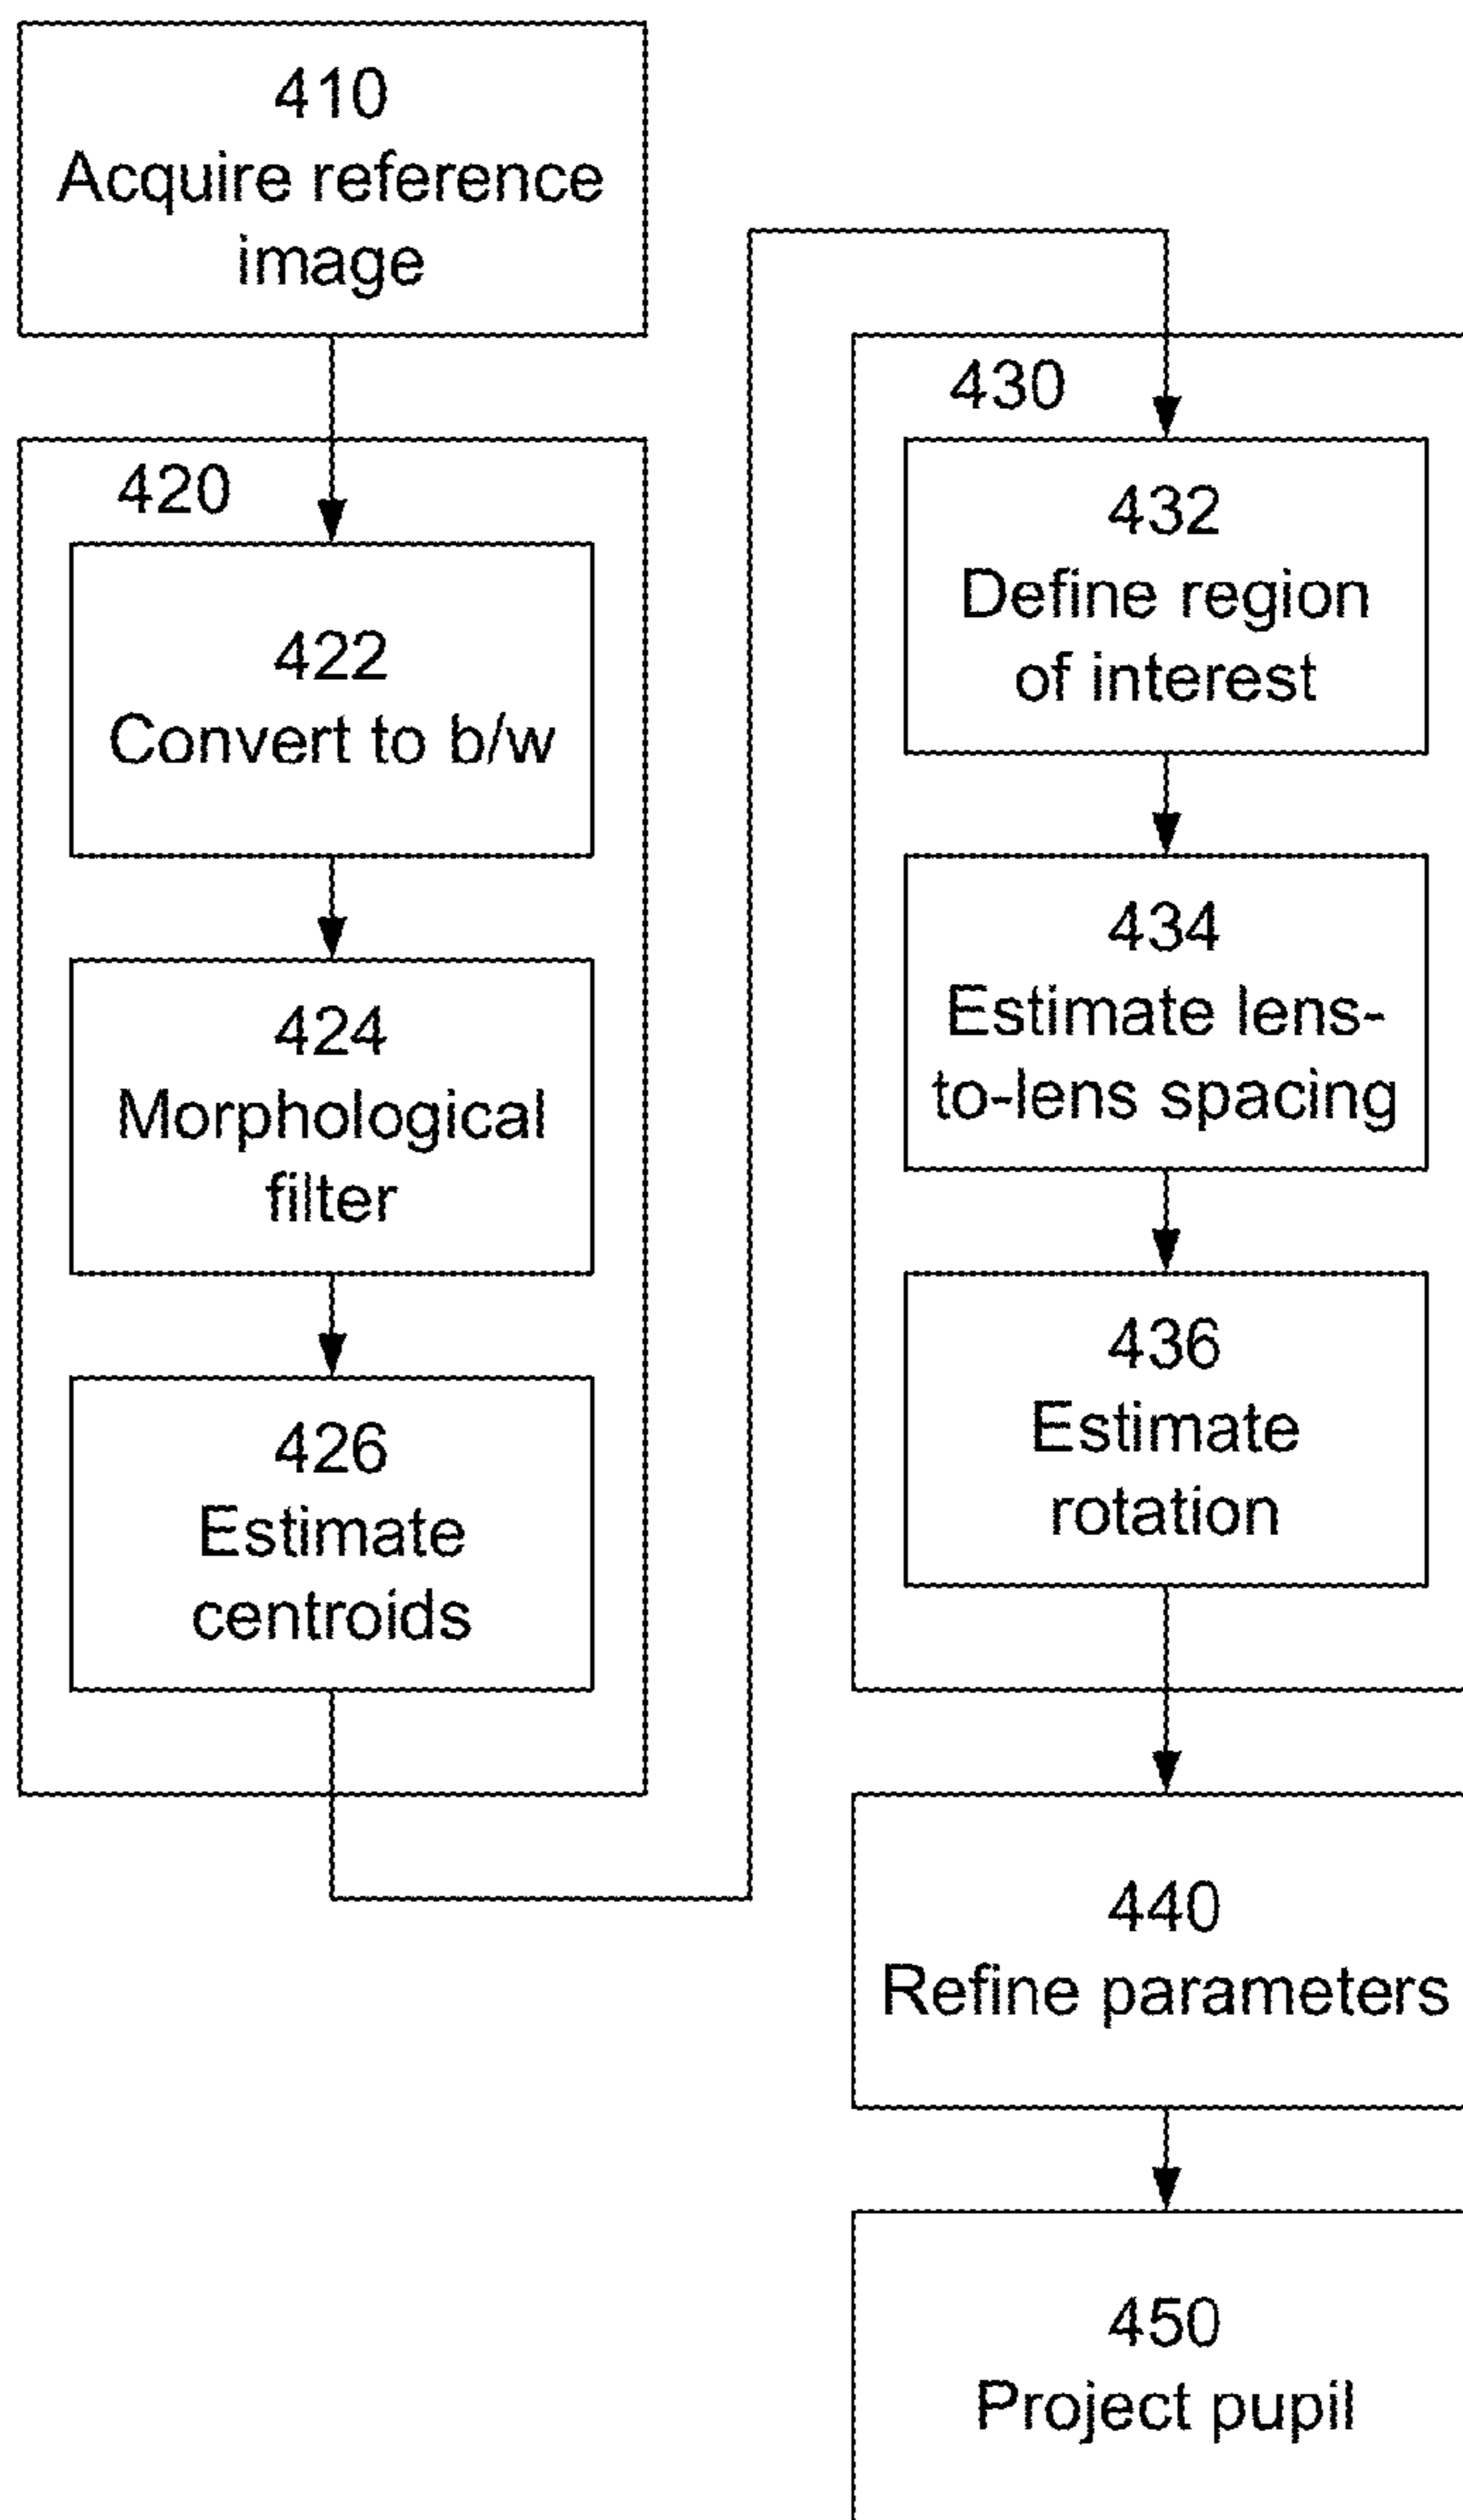 410
Acquire reference
image
420
422
Convert to b/w
424
Morphological
filter
426
Estimate
centroids
430
432
Define region
of interest
434
Estimate lens-
to-lens spacing
436
Estimate
rotation
440
Refine parameters
450
Project pupil